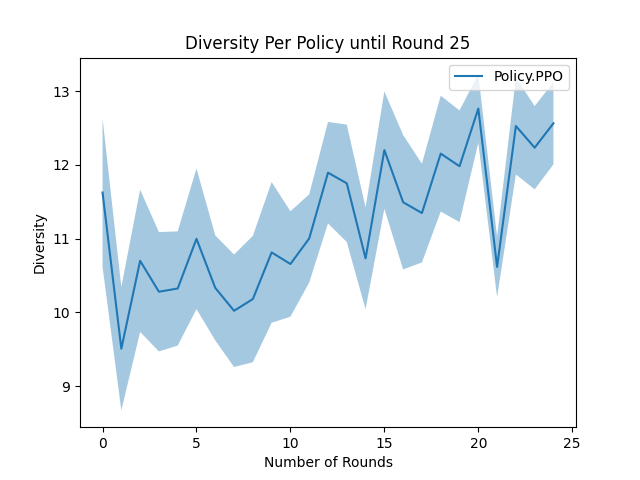 Diversity Per Policy until Round 25
Policy.PPO
13
12
11
10
9
Diversity
0 5 10 15 20 25
Number of Rounds